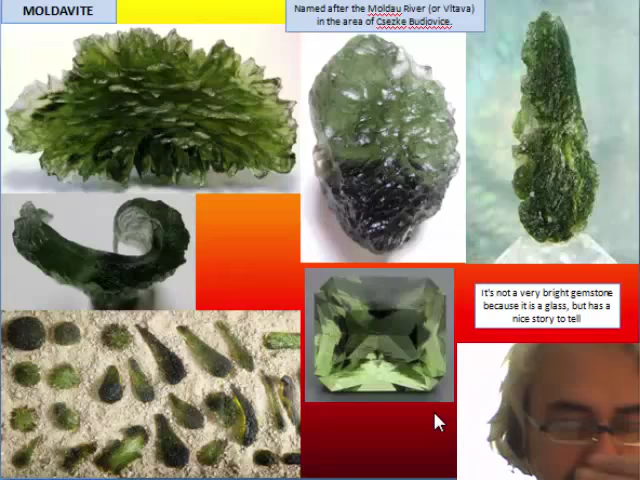 MOLDAVITE
Named after the Moldau River (or Vltava)
in the area of Csezke Budiovice.
It's not a very bright gemstone
because it is a glass, but has a
nice story to tell